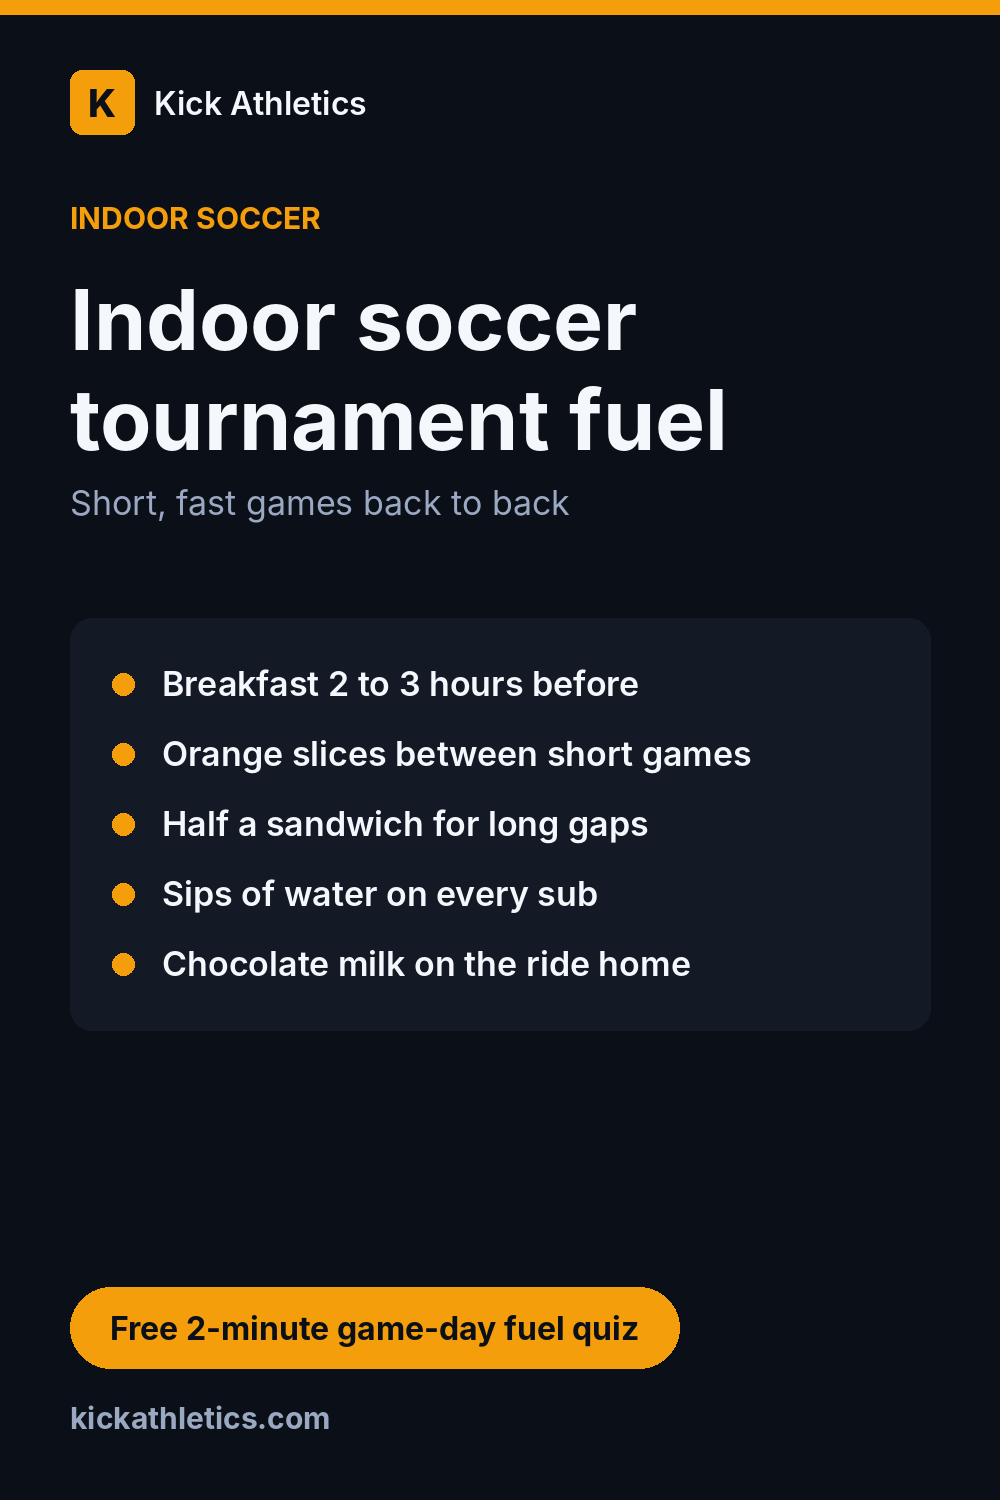 K
Kick Athletics
INDOOR SOCCER
Indoor soccer
tournament fuel
Short, fast games back to back
Breakfast 2 to 3 hours before
Orange slices between short games
Half a sandwich for long gaps
Sips of water on every sub
Chocolate milk on the ride home
Free 2-minute game-day fuel quiz
kickathletics.com